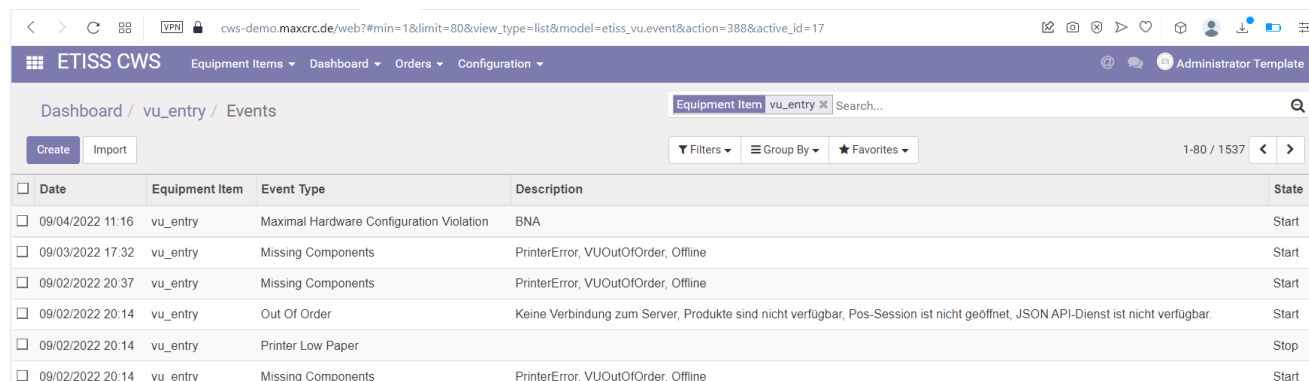 VPN cws-demo.maxcrc.de/web?#min=1&limit=80&view_type=list&model=etiss_vu.event&action=388&active_id=17
ETISS CWS Equipment Items Dashboard Orders Configuration @ Administrator Template
Dashboard / vu_entry / Events Equipment Item vu_entry Search...
Create Import Filters Group By Favorites 1-80 / 1537
Date Equipment Item Event Type Description State
09/04/2022 11:16 vu_entry Maximal Hardware Configuration Violation BNA Start
09/03/2022 17:32 vu_entry Missing Components PrinterError, VUOutOfOrder, Offline Start
09/02/2022 20:37 vu_entry Missing Components PrinterError, VUOutOfOrder, Offline Start
09/02/2022 20:14 vu_entry Out Of Order Keine Verbindung zum Server, Produkte sind nicht verfügbar, Pos-Session ist nicht geöffnet, JSON API-Dienst ist nicht verfügbar. Start
09/02/2022 20:14 vu_entry Printer Low Paper Stop
09/02/2022 20:14 vu_entry Missing Components PrinterError, VUOutOfOrder, Offline Start